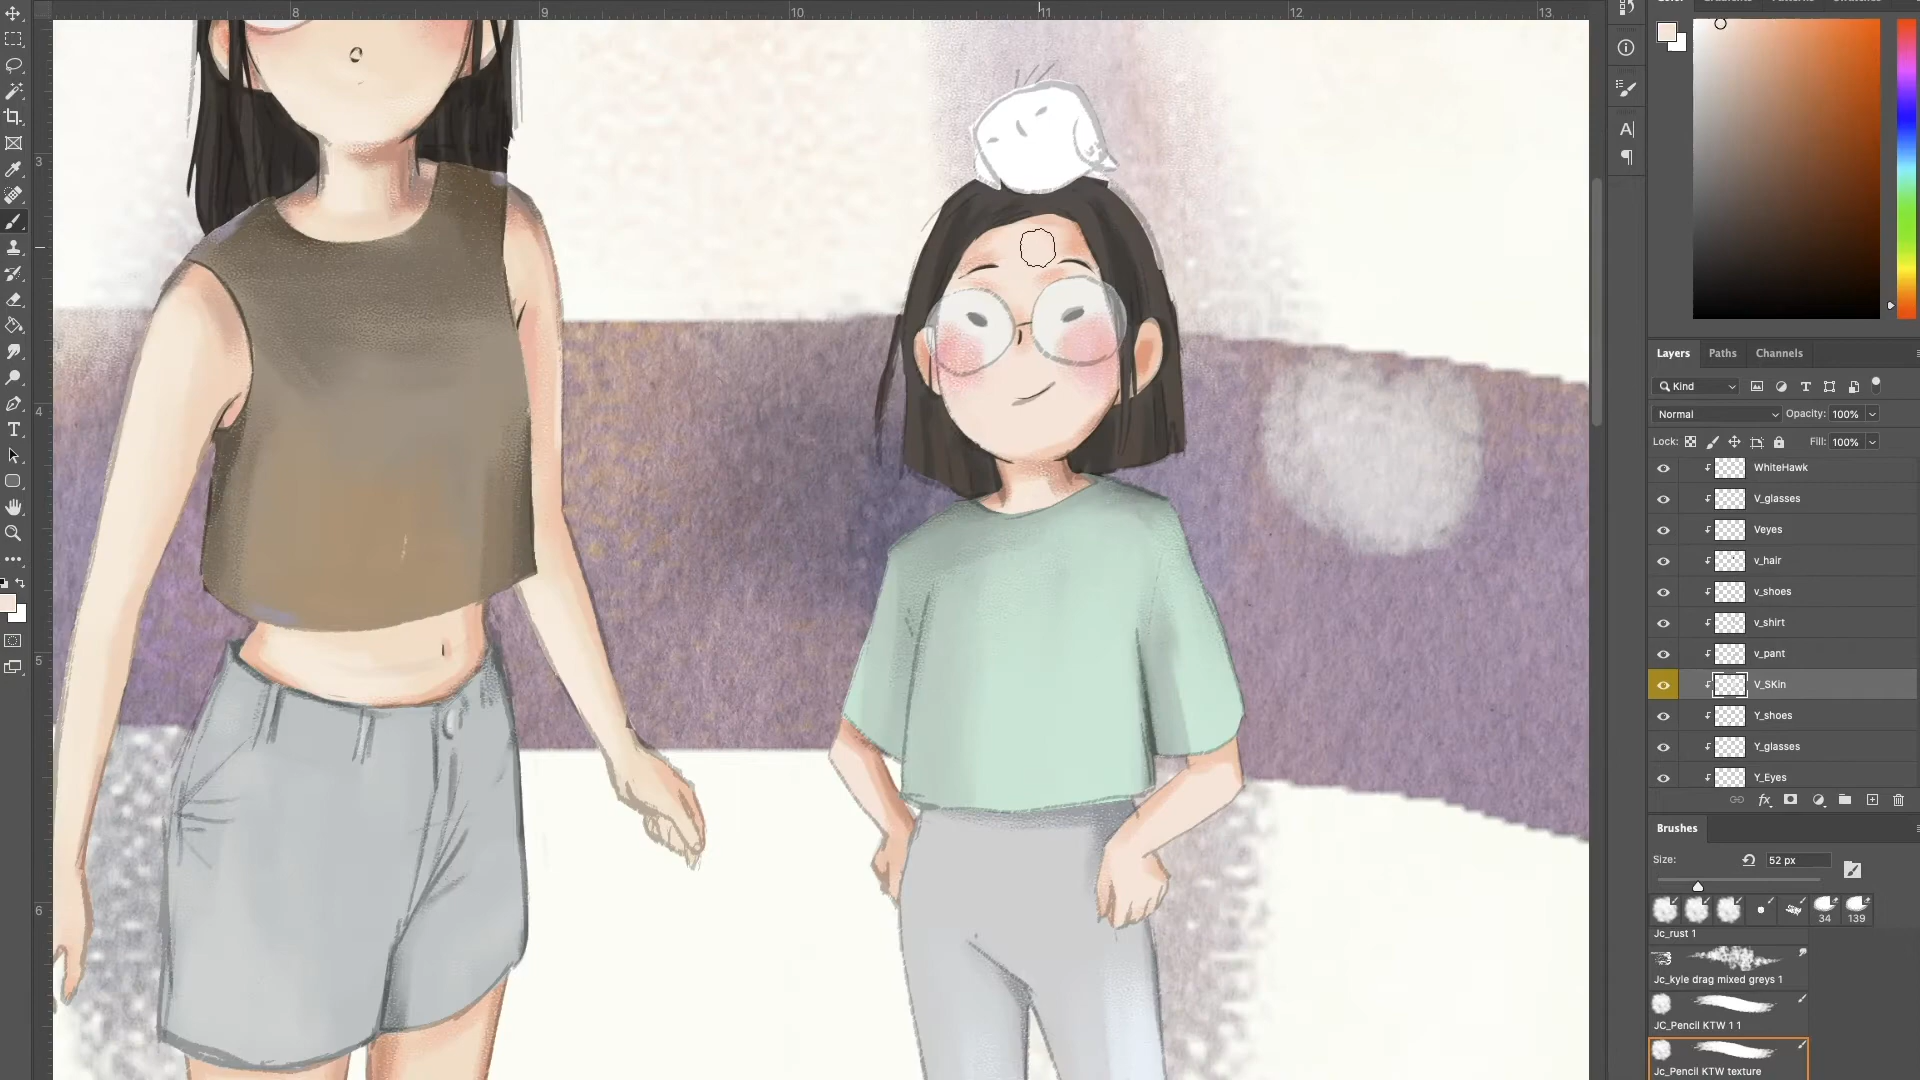 8
9
10
11
12
13
3
4
5
6
Layers Paths Channels
Kind
Normal Opacity: 100%
Lock: Fill: 100%
WhiteHawk
V_glasses
Veyes
v_hair
v_shoes
v_shirt
v_pant
V_SKin
Y_shoes
Y_glasses
Y_Eyes
fx
Brushes
Size: 52 px
34 139
Jc_rust 1
Jc_kyle drag mixed greys 1
JC_Pencil KTW 1 1
Jc_Pencil KTW texture